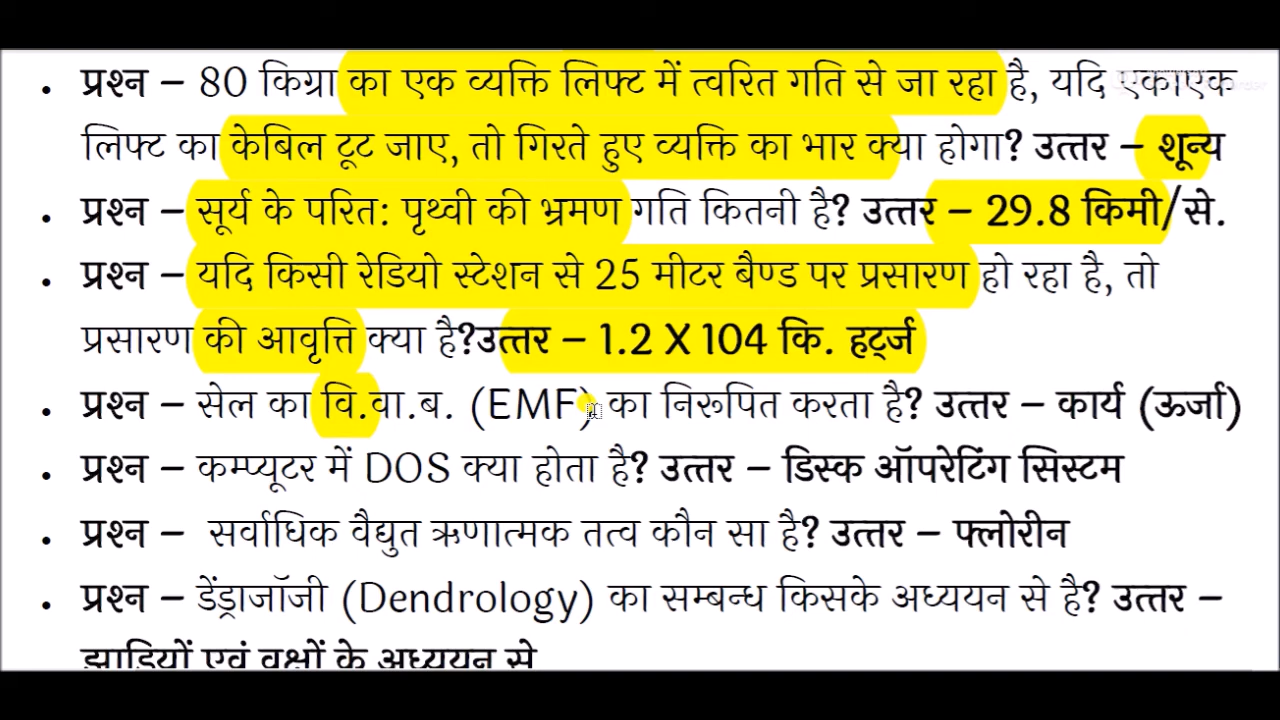 • प्रश्न – 80 किग्रा का एक व्यक्ति लिफ्ट में त्वरित गति से जा रहा है, यदि एकाएक
लिफ्ट का केबिल टूट जाए, तो गिरते हुए व्यक्ति का भार क्या होगा? उत्तर – शून्य
• प्रश्न – सूर्य के परित: पृथ्वी की भ्रमण गति कितनी है? उत्तर – 29.8 किमी/से.
• प्रश्न – यदि किसी रेडियो स्टेशन से 25 मीटर बैण्ड पर प्रसारण हो रहा है, तो
प्रसारण की आवृत्ति क्या है?उत्तर – 1.2 X 104 कि. हर्ट्ज
• प्रश्न – सेल का वि.वा.ब. (EMF) का निरूपित करता है? उत्तर – कार्य (ऊर्जा)
• प्रश्न – कम्प्यूटर में DOS क्या होता है? उत्तर – डिस्क ऑपरेटिंग सिस्टम
• प्रश्न – सर्वाधिक वैद्युत ऋणात्मक तत्व कौन सा है? उत्तर – फ्लोरीन
• प्रश्न – डेंड्राजॉजी (Dendrology) का सम्बन्ध किसके अध्ययन से है? उत्तर –
झाड़ियों एवं वृक्षों के अध्ययन से